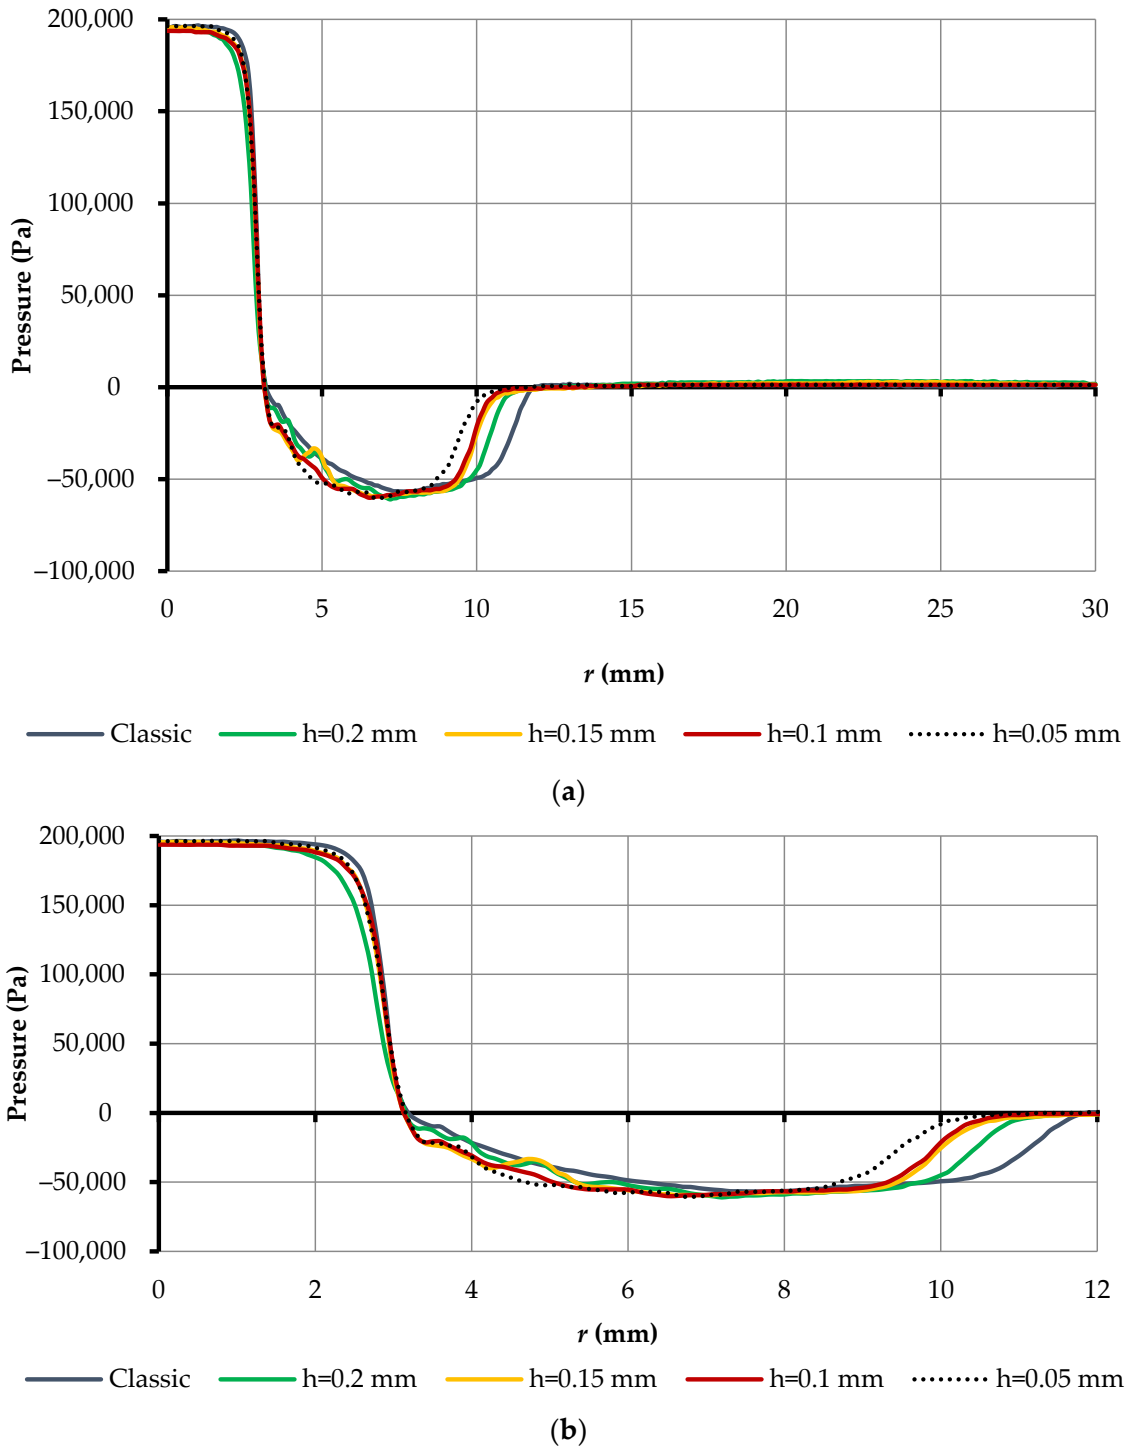 200,000
150,000
100,000
50,000
0
−50,000
−100,000
Pressure (Pa)
0 5 10 15 20 25 30
r (mm)
Classic h=0.2 mm h=0.15 mm h=0.1 mm h=0.05 mm
(a)
200,000
150,000
100,000
50,000
0
−50,000
−100,000
Pressure (Pa)
0 2 4 6 8 10 12
r (mm)
Classic h=0.2 mm h=0.15 mm h=0.1 mm h=0.05 mm
(b)